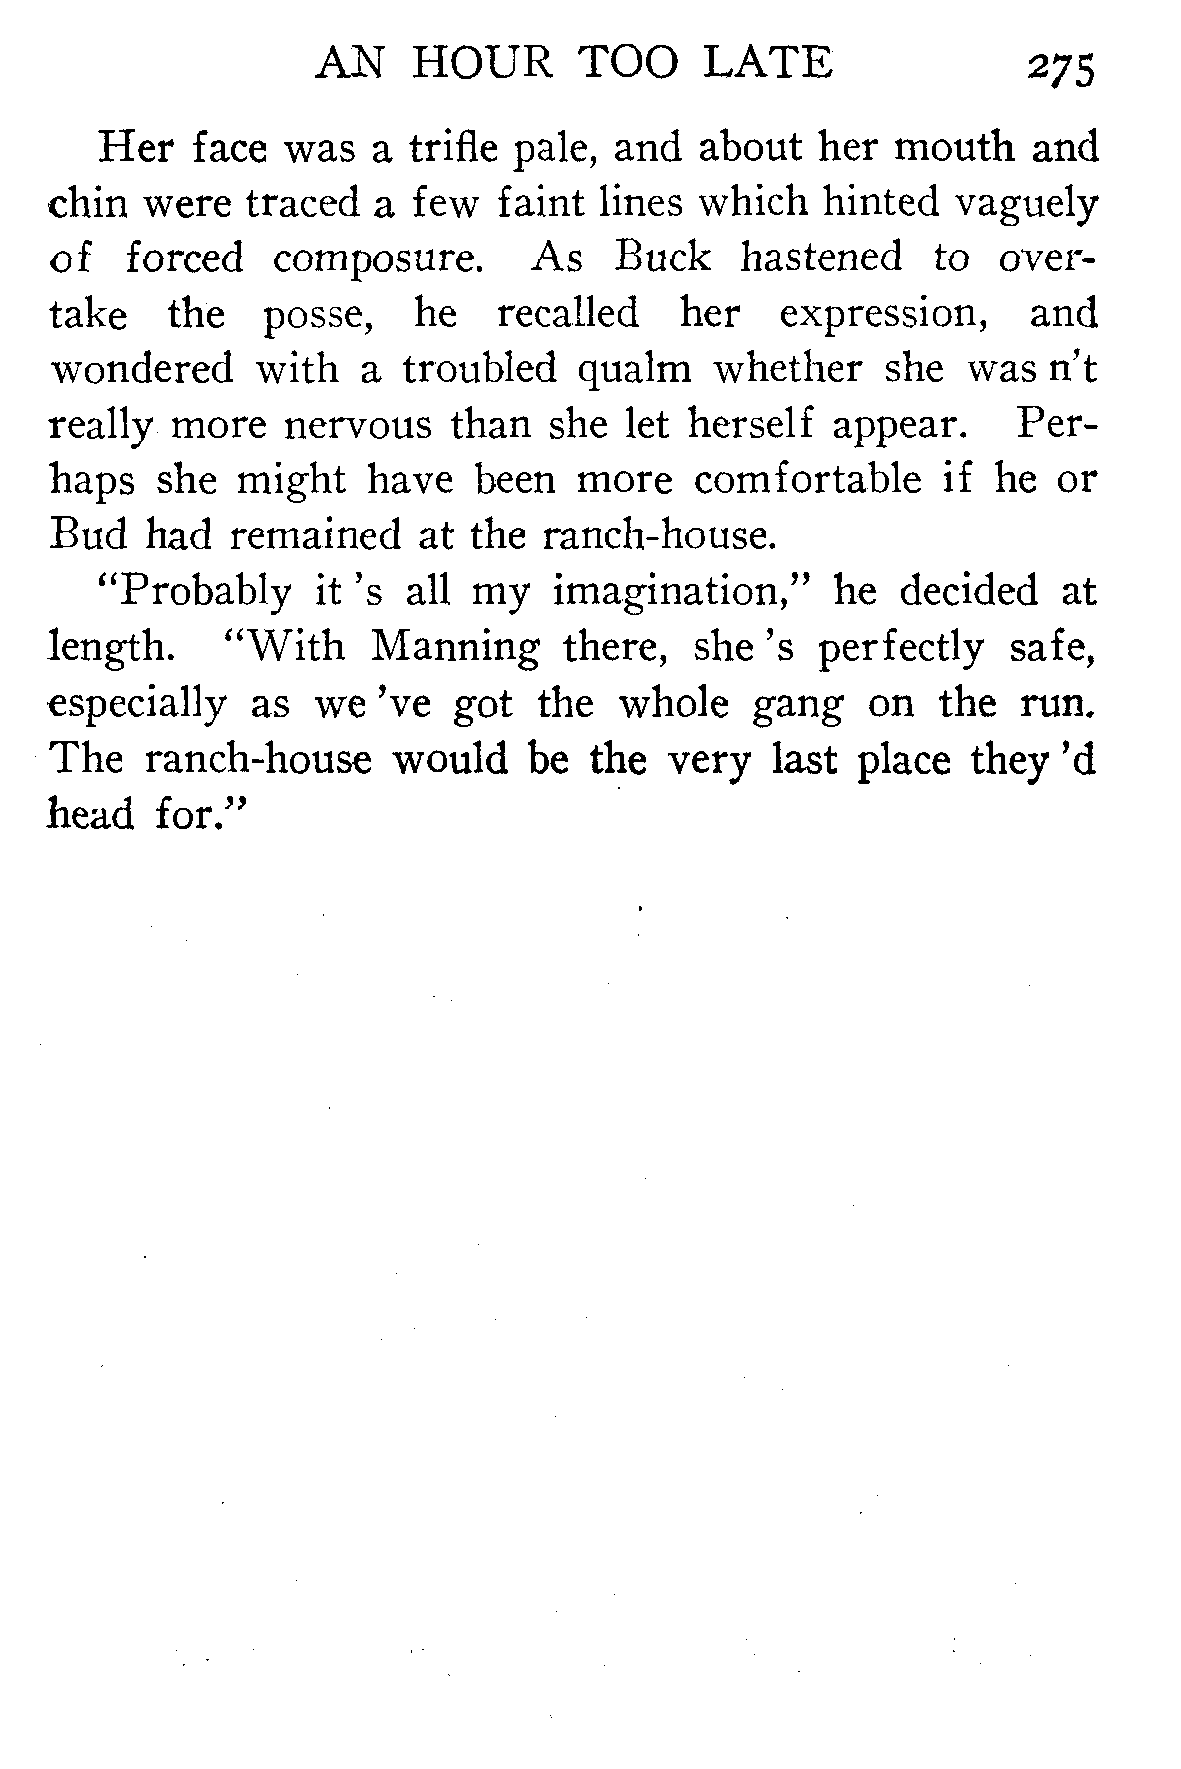 AN HOUR TOO LATE 275
Her face was a trifle pale, and about her mouth and
chin were traced a few faint lines which hinted vaguely
of forced composure. As Buck hastened to over-
take the posse, he recalled her expression, and
wondered with a troubled qualm whether she was n't
really more nervous than she let herself appear. Per-
haps she might have been more comfortable if he or
Bud had remained at the ranch-house.
"Probably it 's all my imagination," he decided at
length. "With Manning there, she 's perfectly safe,
especially as we 've got the whole gang on the run.
The ranch-house would be the very last place they 'd
head for."